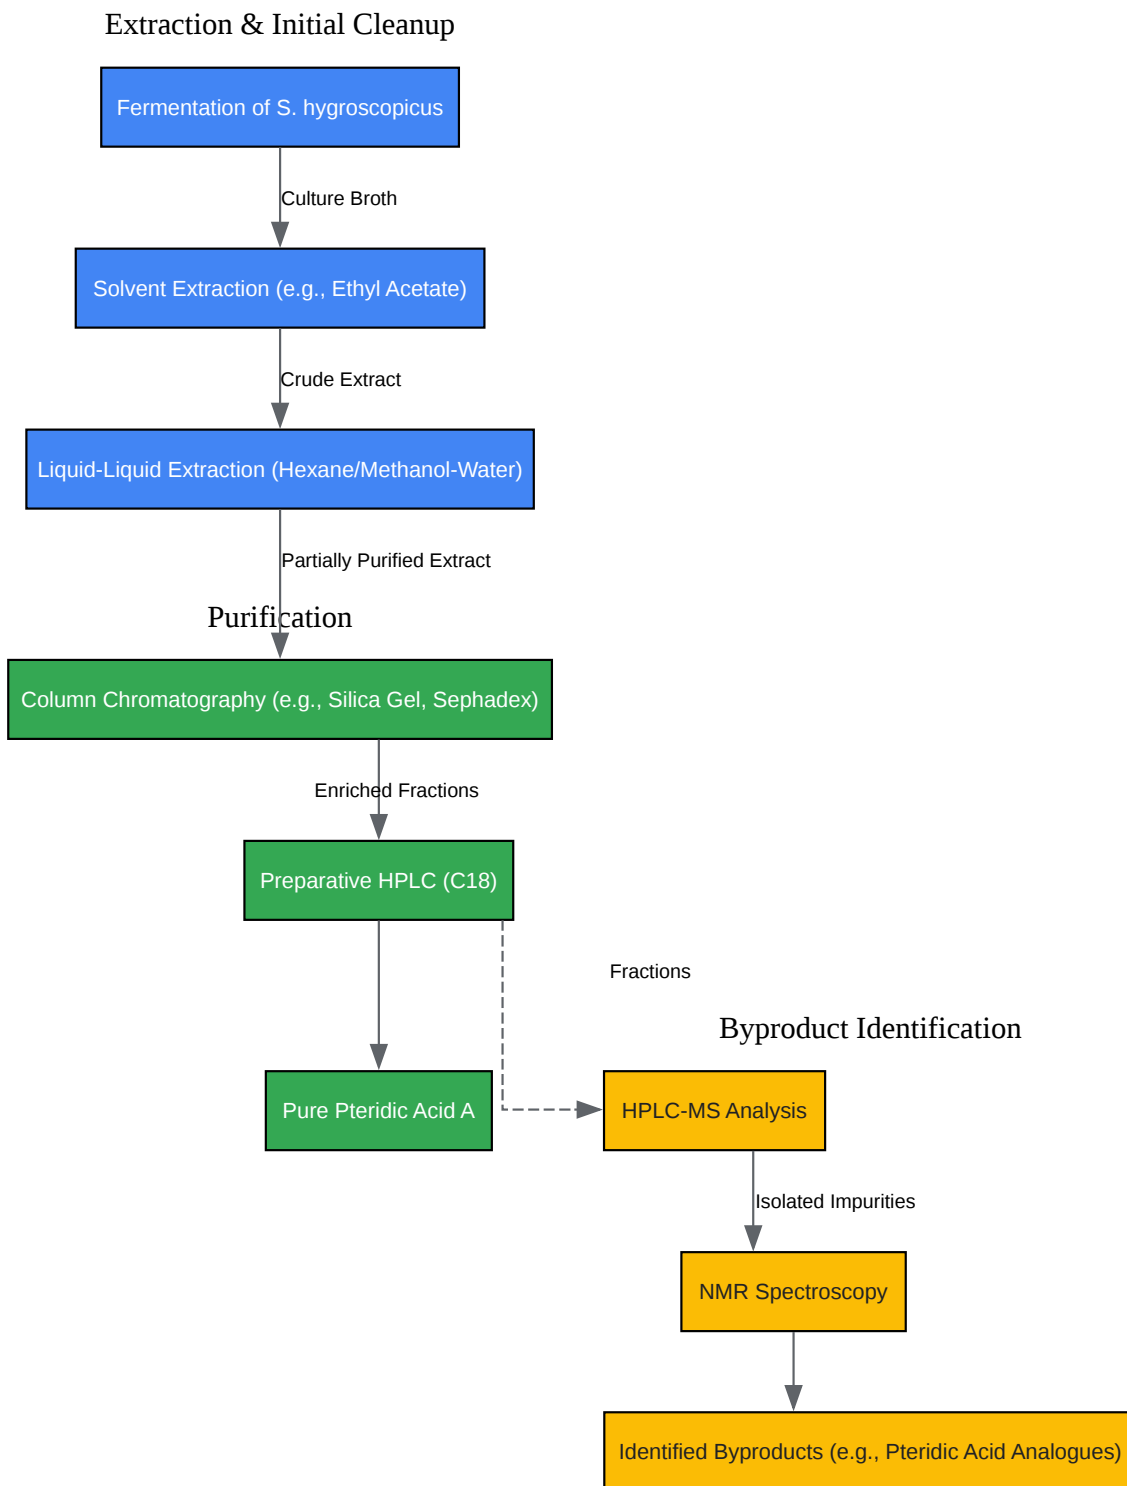 Extraction & Initial Cleanup
Fermentation of S. hygroscopicus
Culture Broth
Solvent Extraction (e.g., Ethyl Acetate)
Crude Extract
Liquid-Liquid Extraction (Hexane/Methanol-Water)
Partially Purified Extract
Purification
Column Chromatography (e.g., Silica Gel, Sephadex)
Enriched Fractions
Preparative HPLC (C18)
Fractions
Byproduct Identification
Pure Pteridic Acid A
HPLC-MS Analysis
Isolated Impurities
NMR Spectroscopy
Identified Byproducts (e.g., Pteridic Acid Analogues)